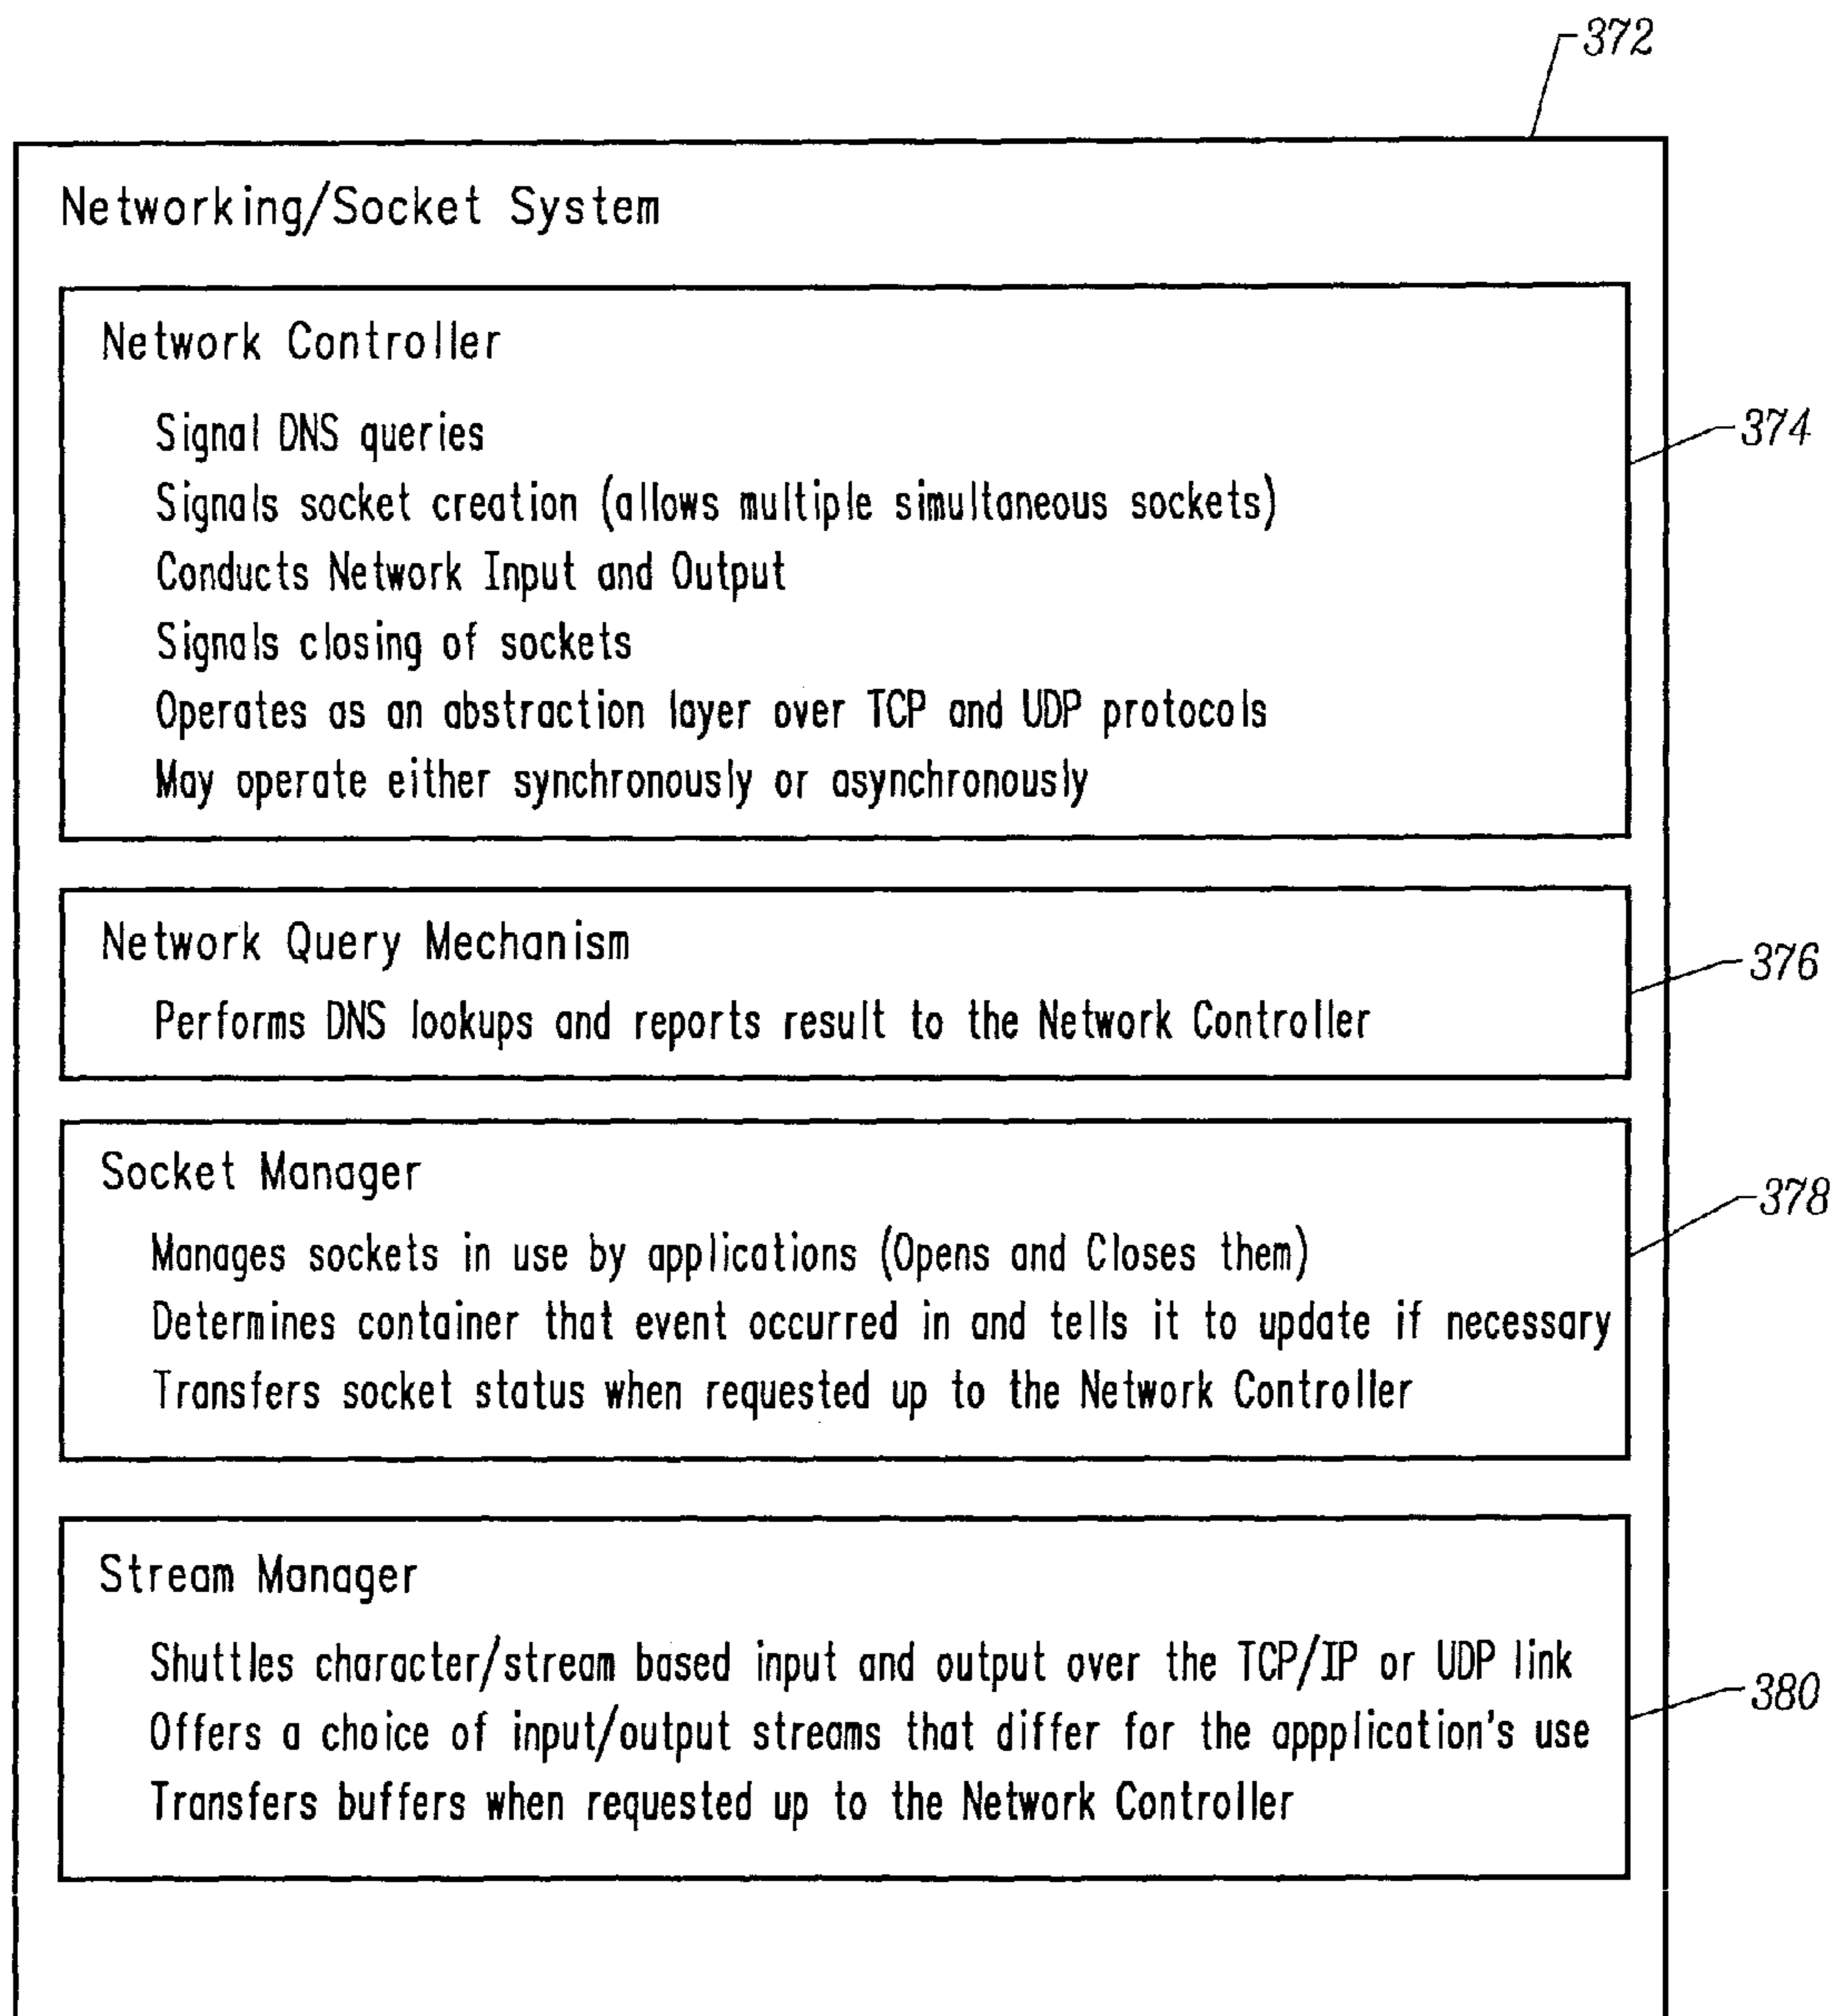 372
Networking/Socket System
Network Controller
Signal DNS queries
374
Signals socket creation (allows multiple simultaneous sockets)
Conducts Network Input and Output
Signals closing of sockets
Operates as an abstraction layer over TCP and UDP protocols
May operate either synchronously or asynchronously
Network Query Mechanism
376
Performs DNS lookups and reports result to the Network Controller
Socket Manager
378
Manages sockets in use by applications (Opens and Closes them)
Determines container that event occurred in and tells it to update if necessary
Transfers socket status when requested up to the Network Controller
Stream Manager
Shuttles character/stream based input and output over the TCP/IP or UDP link
380
Offers a choice of input/output streams that differ for the appplication's use
Transfers buffers when requested up to the Network Controller